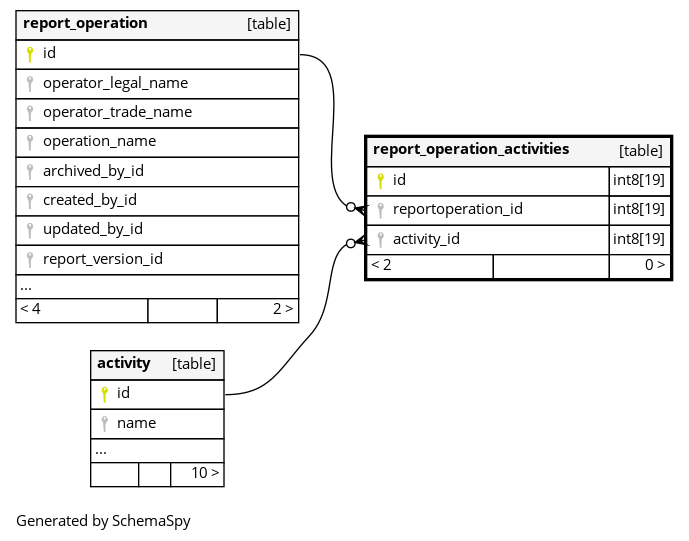 report_operation [table]
id
operator_legal_name
operator_trade_name
operation_name
archived_by_id
created_by_id
updated_by_id
report_version_id
...
< 4 2 >
report_operation_activities [table]
id int8[19]
reportoperation_id int8[19]
activity_id int8[19]
< 2 0 >
activity [table]
id
name
...
10 >
Generated by SchemaSpy